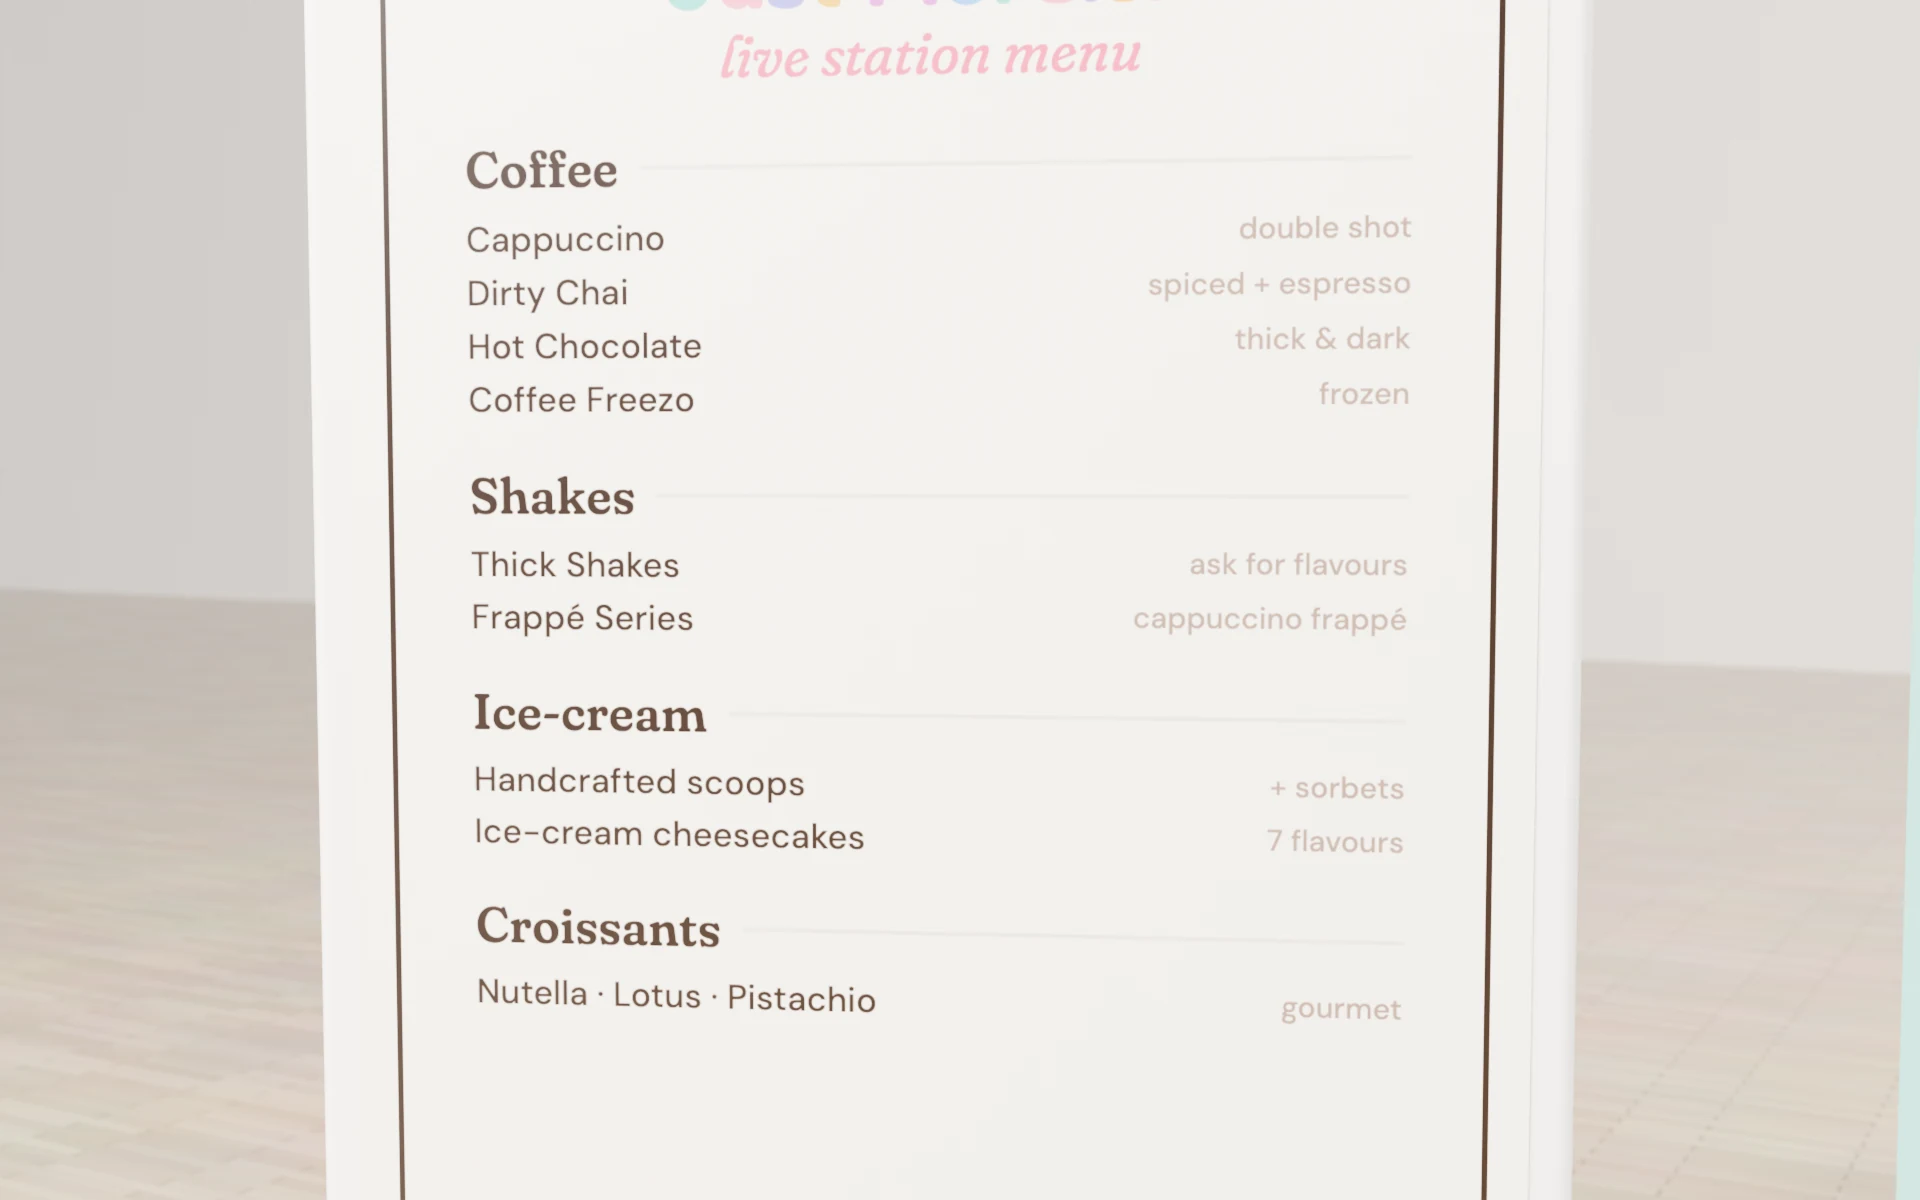 live station menu
Coffee
Cappuccino double shot
Dirty Chai spiced + espresso
Hot Chocolate thick & dark
Coffee Freezo frozen
Shakes
Thick Shakes ask for flavours
Frappé Series cappuccino frappé
Ice-cream
Handcrafted scoops + sorbets
Ice-cream cheesecakes 7 flavours
Croissants
Nutella · Lotus · Pistachio gourmet